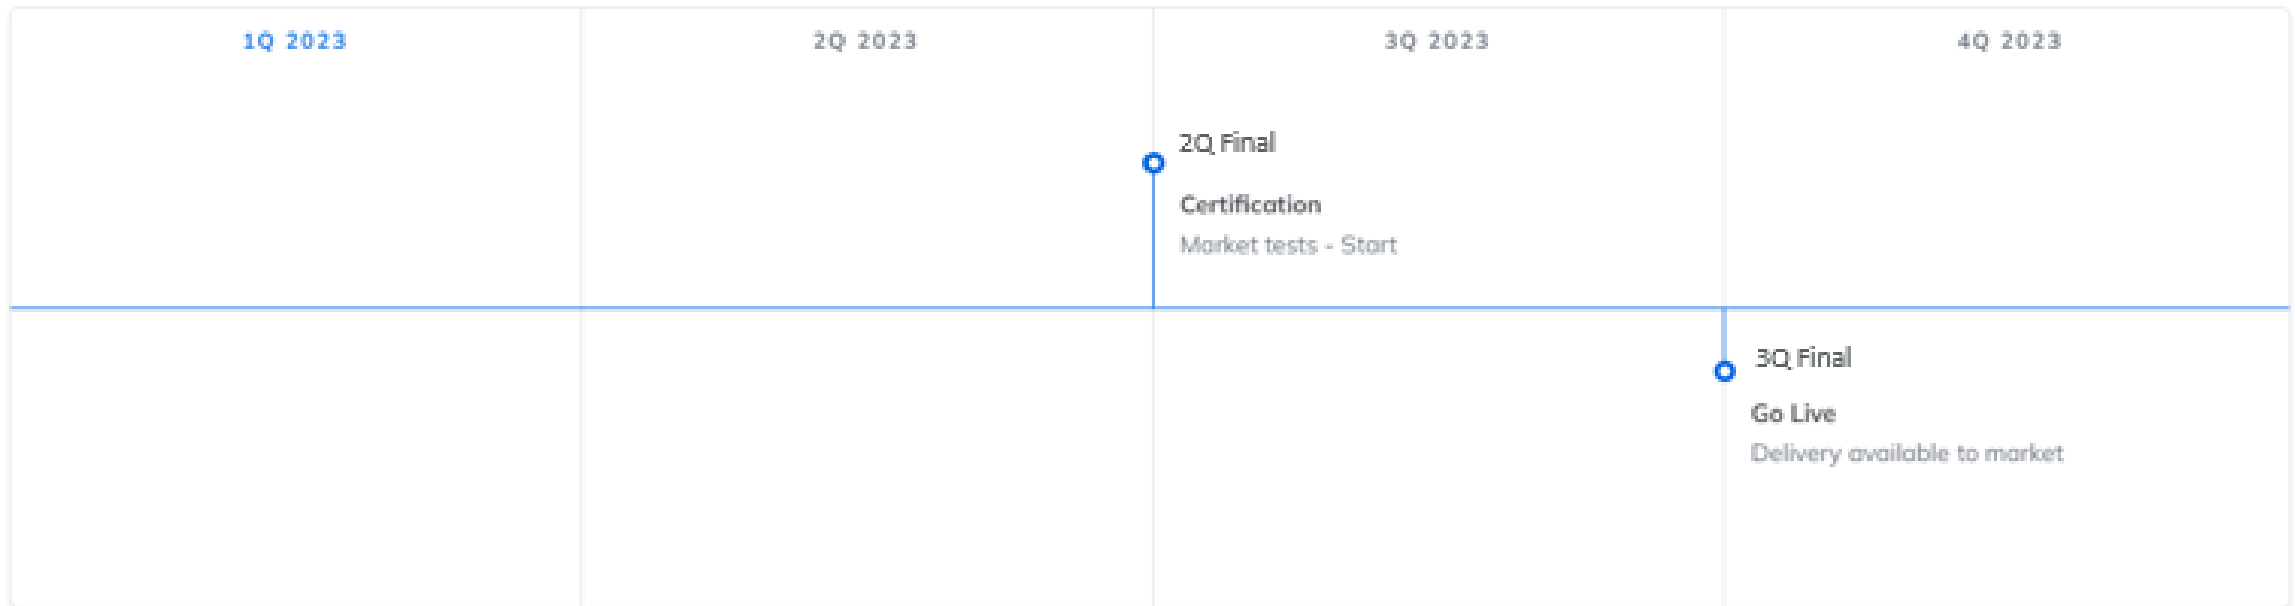 1Q 2023
2Q 2023
3Q 2023
4Q 2023
2Q Final
Certification
Market tests - Start
3Q Final
Go Live
Delivery available to market